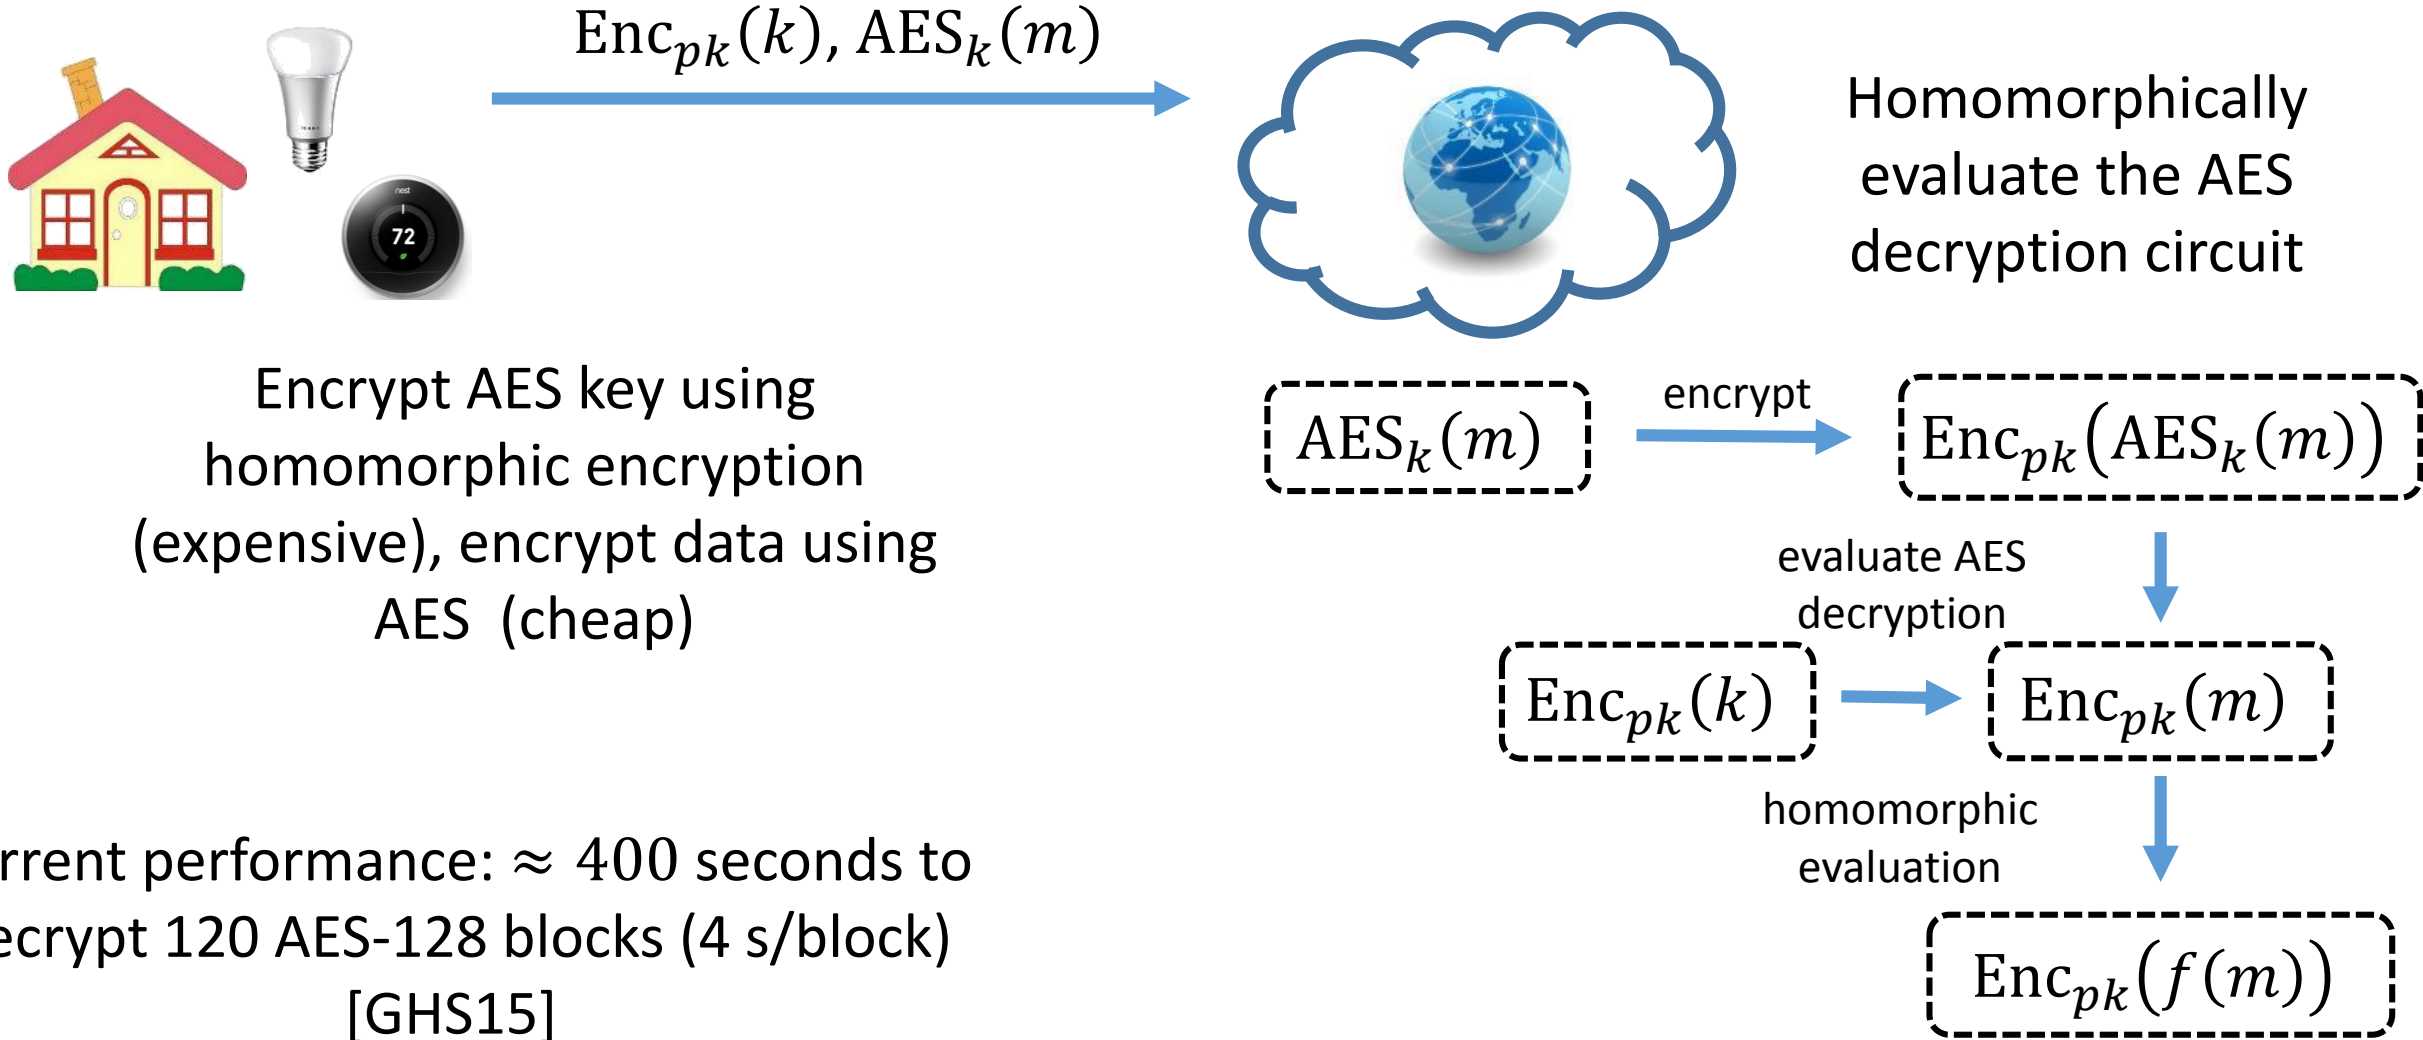 Enc_pk(k), AES_k(m)
nest
72
Homomorphically
evaluate the AES
decryption circuit
Encrypt AES key using
homomorphic encryption
(expensive), encrypt data using
AES (cheap)
AES_k(m)
encrypt
Enc_pk(AES_k(m))
evaluate AES
decryption
Enc_pk(k)
Enc_pk(m)
homomorphic
evaluation
Enc_pk(f(m))
rrent performance: ≈ 400 seconds to
ecrypt 120 AES-128 blocks (4 s/block)
[GHS15]